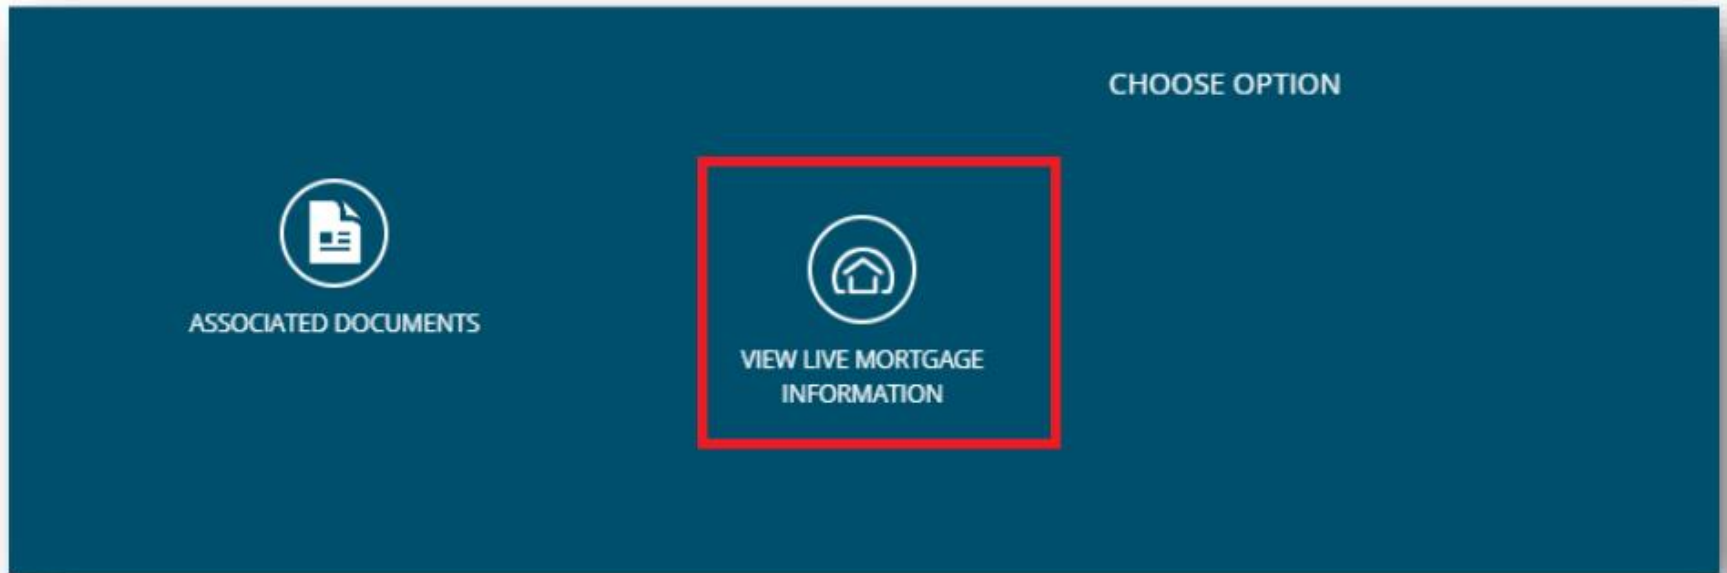 CHOOSE OPTION
ASSOCIATED DOCUMENTS
VIEW LIVE MORTGAGE
INFORMATION